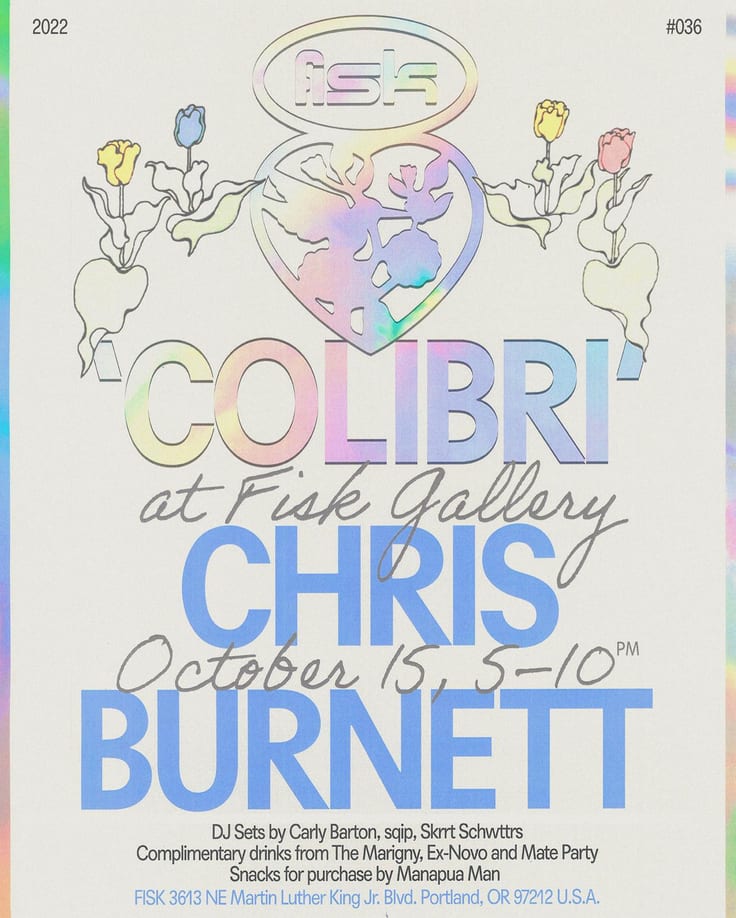 2022
#036
fisk
'COLIBRI'
at Fisk Gallery
CHRIS
October 15, 5–10PM
BURNETT
DJ Sets by Carly Barton, sqip, Skrrt Schwttrs
Complimentary drinks from The Marigny, Ex-Novo and Mate Party
Snacks for purchase by Manapua Man
FISK 3613 NE Martin Luther King Jr. Blvd. Portland, OR 97212 U.S.A.